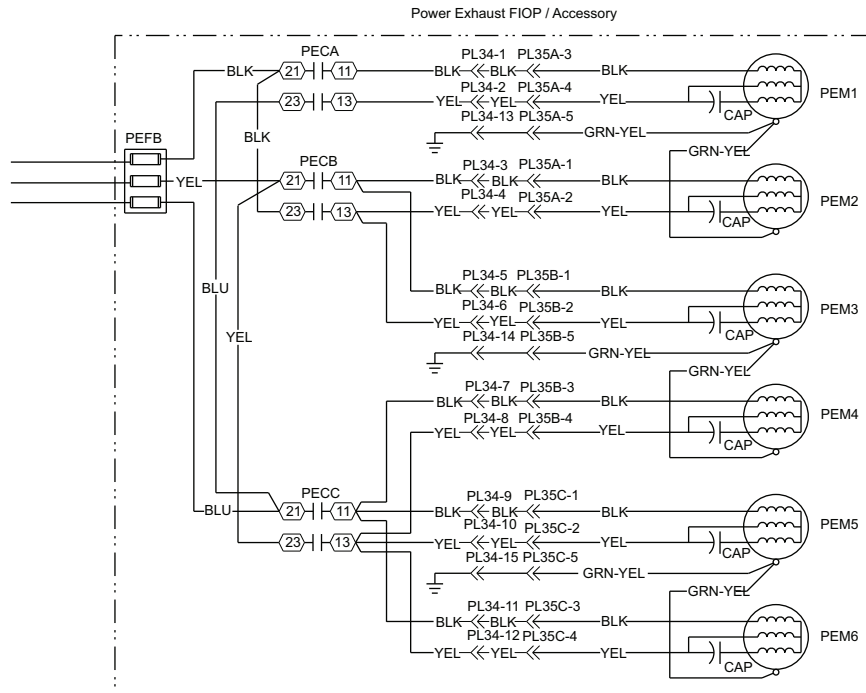 Power Exhaust FIOP / Accessory
PECA
PL34-1 PL35A-3
BLK 21 11 BLK BLK BLK
PL34-2 PL35A-4
PEM1
23 13 YEL YEL YEL CAP
PL34-13 PL35A-5
GRN-YEL
PEFB
BLK
GRN-YEL
PECB
PL34-3 PL35A-1
YEL 21 11 BLK BLK BLK
PL34-4 PL35A-2
PEM2
23 13 YEL YEL YEL CAP
PL34-5 PL35B-1
BLU
BLK BLK BLK
PL34-6 PL35B-2
PEM3
YEL YEL YEL CAP
YEL
PL34-14 PL35B-5
GRN-YEL
GRN-YEL
PL34-7 PL35B-3
BLK BLK BLK
PL34-8 PL35B-4
PEM4
YEL YEL YEL CAP
PECC
PL34-9 PL35C-1
BLU 21 11 BLK BLK BLK
PL34-10 PL35C-2
PEM5
23 13 YEL YEL YEL CAP
PL34-15 PL35C-5
GRN-YEL
GRN-YEL
PL34-11 PL35C-3
BLK BLK BLK
PL34-12 PL35C-4
PEM6
YEL YEL YEL CAP